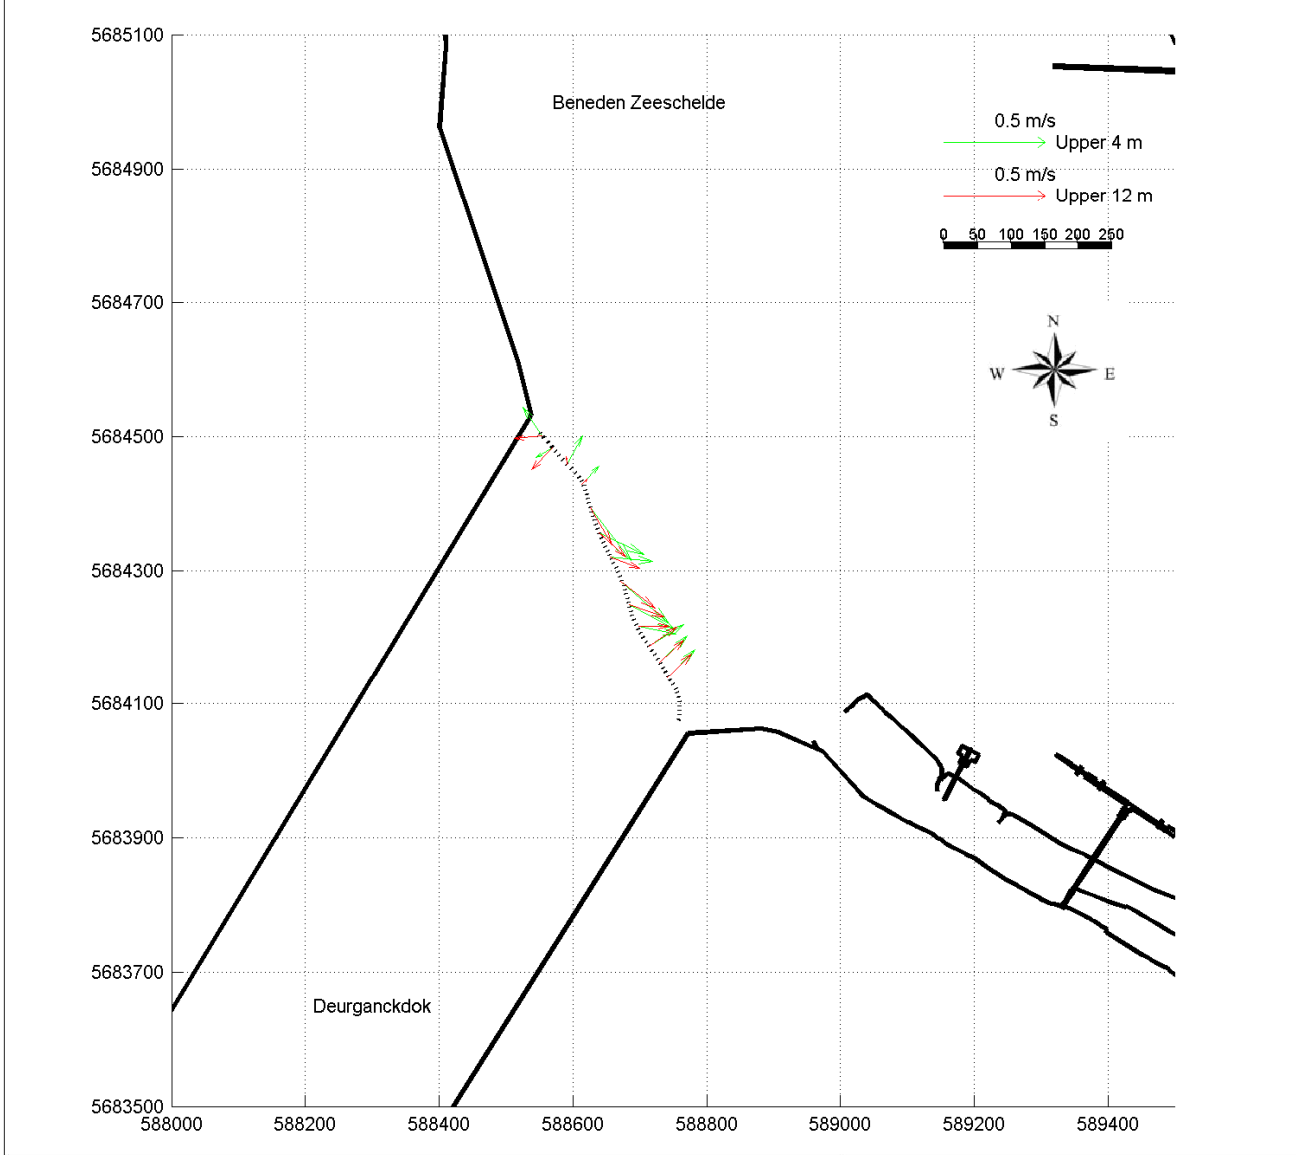 5685100
Beneden Zeeschelde
0.5 m/s
Upper 4 m
5684900
0.5 m/s
Upper 12 m
0 50 100 150 200 250
5684700
N
W E
S
5684500
5684300
5684100
5683900
5683700
Deurganckdok
5683500
588000 588200 588400 588600 588800 589000 589200 589400